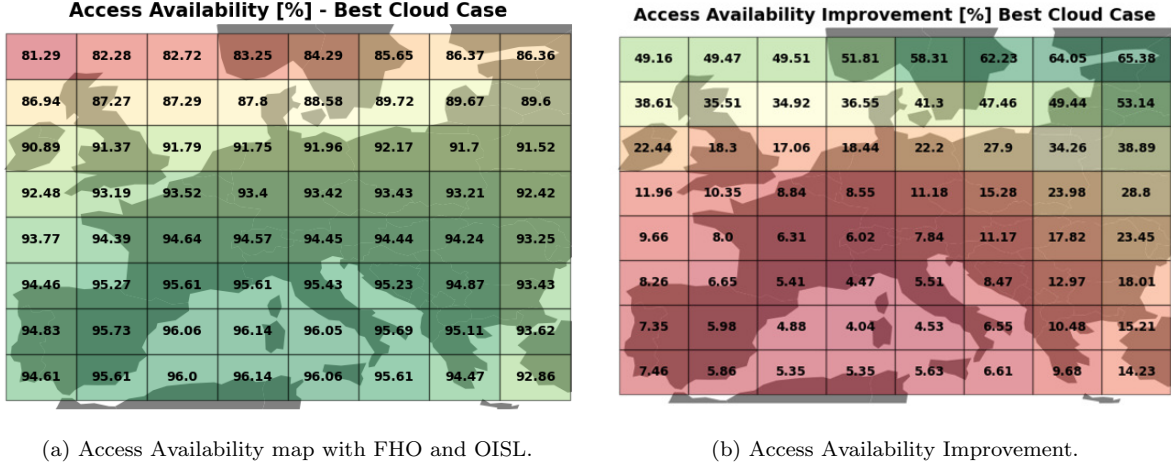 Access Availability [%] - Best Cloud Case
81.29 82.28 82.72 83.25 84.29 85.65 86.37 86.36
86.94 87.27 87.29 87.8 88.58 89.72 89.67 89.6
90.89 91.37 91.79 91.75 91.96 92.17 91.7 91.52
92.48 93.19 93.52 93.4 93.42 93.43 93.21 92.42
93.77 94.39 94.64 94.57 94.45 94.44 94.24 93.25
94.46 95.27 95.61 95.61 95.43 95.23 94.87 93.43
94.83 95.73 96.06 96.14 96.05 95.69 95.11 93.62
94.61 95.61 96.0 96.14 96.06 95.61 94.47 92.86
(a) Access Availability map with FHO and OISL.
Access Availability Improvement [%] Best Cloud Case
49.16 49.47 49.51 51.81 58.31 62.23 64.05 65.38
38.61 35.51 34.92 36.55 41.3 47.46 49.44 53.14
22.44 18.3 17.06 18.44 22.2 27.9 34.26 38.89
11.96 10.35 8.84 8.55 11.18 15.28 23.98 28.8
9.66 8.0 6.31 6.02 7.84 11.17 17.82 23.45
8.26 6.65 5.41 4.47 5.51 8.47 12.97 18.01
7.35 5.98 4.88 4.04 4.53 6.55 10.48 15.21
7.46 5.86 5.35 5.35 5.63 6.61 9.68 14.23
(b) Access Availability Improvement.